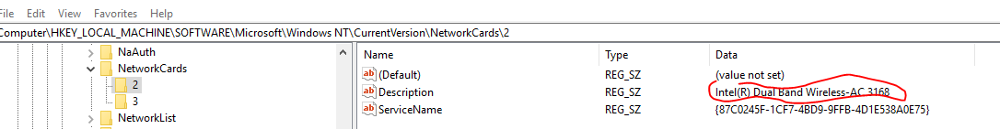 File Edit View Favorites Help
Computer\HKEY_LOCAL_MACHINE\SOFTWARE\Microsoft\Windows NT\CurrentVersion\NetworkCards\2
NaAuth
NetworkCards
2
3
NetworkList
Name Type Data
(Default) REG_SZ (value not set)
Description REG_SZ Intel(R) Dual Band Wireless-AC 3168
ServiceName REG_SZ {87C0245F-1CF7-4BD9-9FFB-4D1E538A0E75}